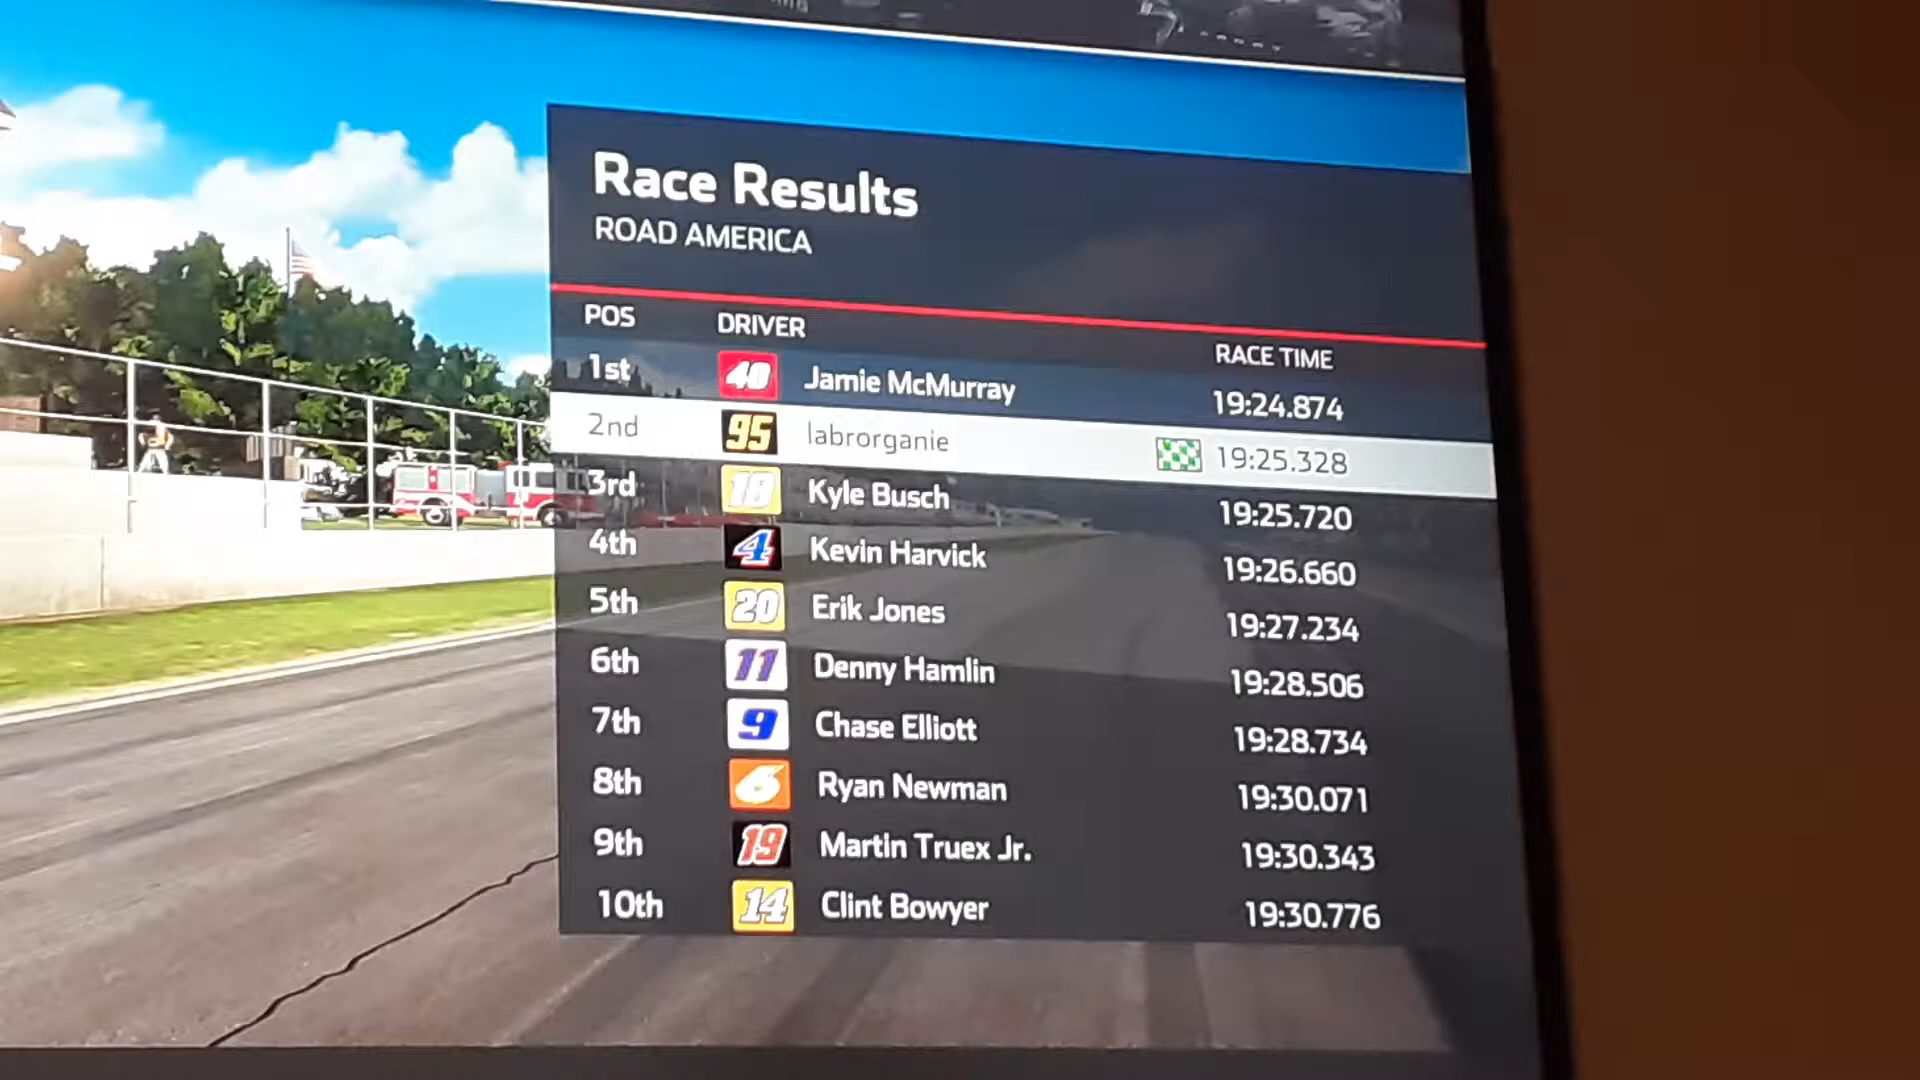 Race Results
ROAD AMERICA
POS DRIVER RACE TIME
1st 40 Jamie McMurray 19:24.874
2nd 95 labrorganie 19:25.328
3rd 18 Kyle Busch 19:25.720
4th 4 Kevin Harvick 19:26.660
5th 20 Erik Jones 19:27.234
6th 11 Denny Hamlin 19:28.506
7th 9 Chase Elliott 19:28.734
8th 6 Ryan Newman 19:30.071
9th 19 Martin Truex Jr. 19:30.343
10th 14 Clint Bowyer 19:30.776